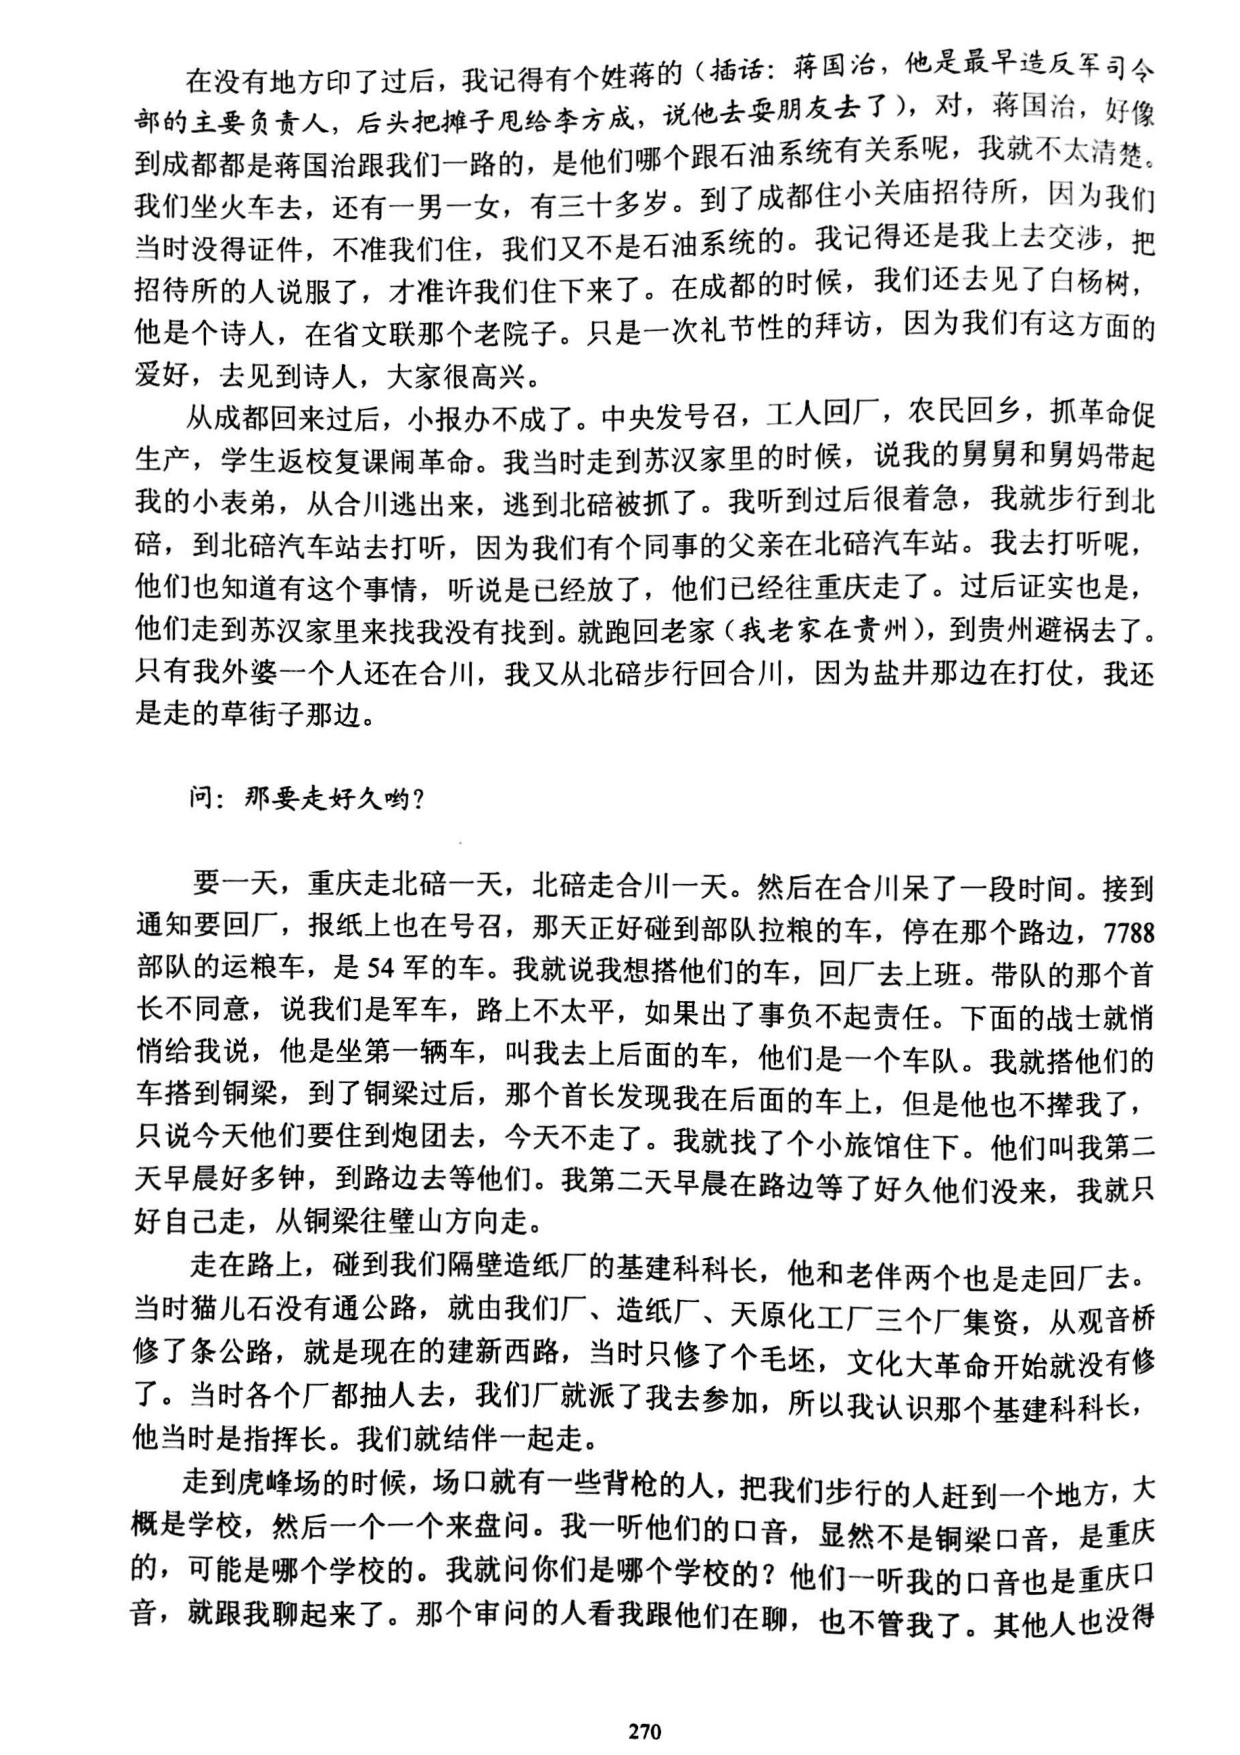 在没有地方印了过后，我记得有个姓蒋的（插话：蒋国治，他是最早造反军司令
部的主要负责人，后头把摊子甩给李方成，说他去耍朋友去了），对，蒋国治，好像
到成都都是蒋国治跟我们一路的，是他们哪个跟石油系统有关系呢，我就不太清楚。
我们坐火车去，还有一男一女，有三十多岁。到了成都住小关庙招待所，因为我们
当时没得证件，不准我们住，我们又不是石油系统的。我记得还是我上去交涉，把
招待所的人说服了，才准许我们住下来了。在成都的时候，我们还去见了白杨树，
他是个诗人，在省文联那个老院子。只是一次礼节性的拜访，因为我们有这方面的
爱好，去见到诗人，大家很高兴。
从成都回来过后，小报办不成了。中央发号召，工人回厂，农民回乡，抓革命促
生产，学生返校复课闹革命。我当时走到苏汉家里的时候，说我的舅舅和舅妈带起
我的小表弟，从合川逃出来，逃到北碚被抓了。我听到过后很着急，我就步行到北
碚，到北碚汽车站去打听，因为我们有个同事的父亲在北碚汽车站。我去打听呢，
他们也知道有这个事情，听说是已经放了，他们已经往重庆走了。过后证实也是，
他们走到苏汉家里来找我没有找到。就跑回老家（我老家在贵州），到贵州避祸去了。
只有我外婆一个人还在合川，我又从北碚步行回合川，因为盐井那边在打仗，我还
是走的草街子那边。
问：那要走好久哟？
要一天，重庆走北碚一天，北碚走合川一天。然后在合川呆了一段时间。接到
通知要回厂，报纸上也在号召，那天正好碰到部队拉粮的车，停在那个路边，7788
部队的运粮车，是 54 军的车。我就说我想搭他们的车，回厂去上班。带队的那个首
长不同意，说我们是军车，路上不太平，如果出了事负不起责任。下面的战士就悄
悄给我说，他是坐第一辆车，叫我去上后面的车，他们是一个车队。我就搭他们的
车搭到铜梁，到了铜梁过后，那个首长发现我在后面的车上，但是他也不撵我了，
只说今天他们要住到炮团去，今天不走了。我就找了个小旅馆住下。他们叫我第二
天早晨好多钟，到路边去等他们。我第二天早晨在路边等了好久他们没来，我就只
好自己走，从铜梁往璧山方向走。
走在路上，碰到我们隔壁造纸厂的基建科科长，他和老伴两个也是走回厂去。
当时猫儿石没有通公路，就由我们厂、造纸厂、天原化工厂三个厂集资，从观音桥
修了条公路，就是现在的建新西路，当时只修了个毛坯，文化大革命开始就没有修
了。当时各个厂都抽人去，我们厂就派了我去参加，所以我认识那个基建科科长，
他当时是指挥长。我们就结伴一起走。
走到虎峰场的时候，场口就有一些背枪的人，把我们步行的人赶到一个地方，大
概是学校，然后一个一个来盘问。我一听他们的口音，显然不是铜梁口音，是重庆
的，可能是哪个学校的。我就问你们是哪个学校的？他们一听我的口音也是重庆口
音，就跟我聊起来了。那个审问的人看我跟他们在聊，也不管我了。其他人也没得
270